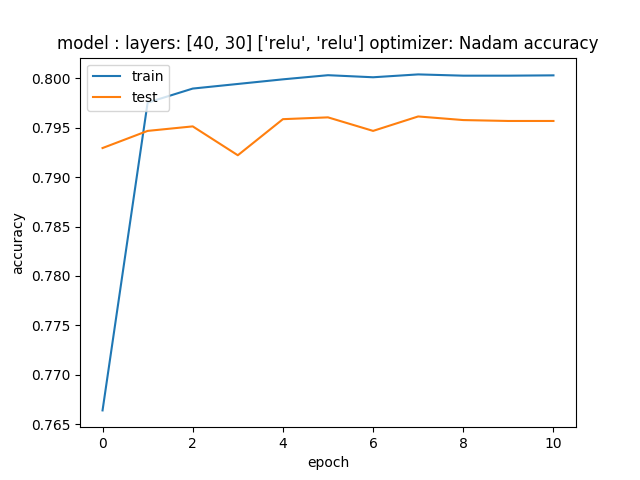 model : layers: [40, 30] ['relu', 'relu'] optimizer: Nadam accuracy
train
test
0.800
0.795
0.790
0.785
0.780
0.775
0.770
0.765
accuracy
0
2
4
6
8
10
epoch